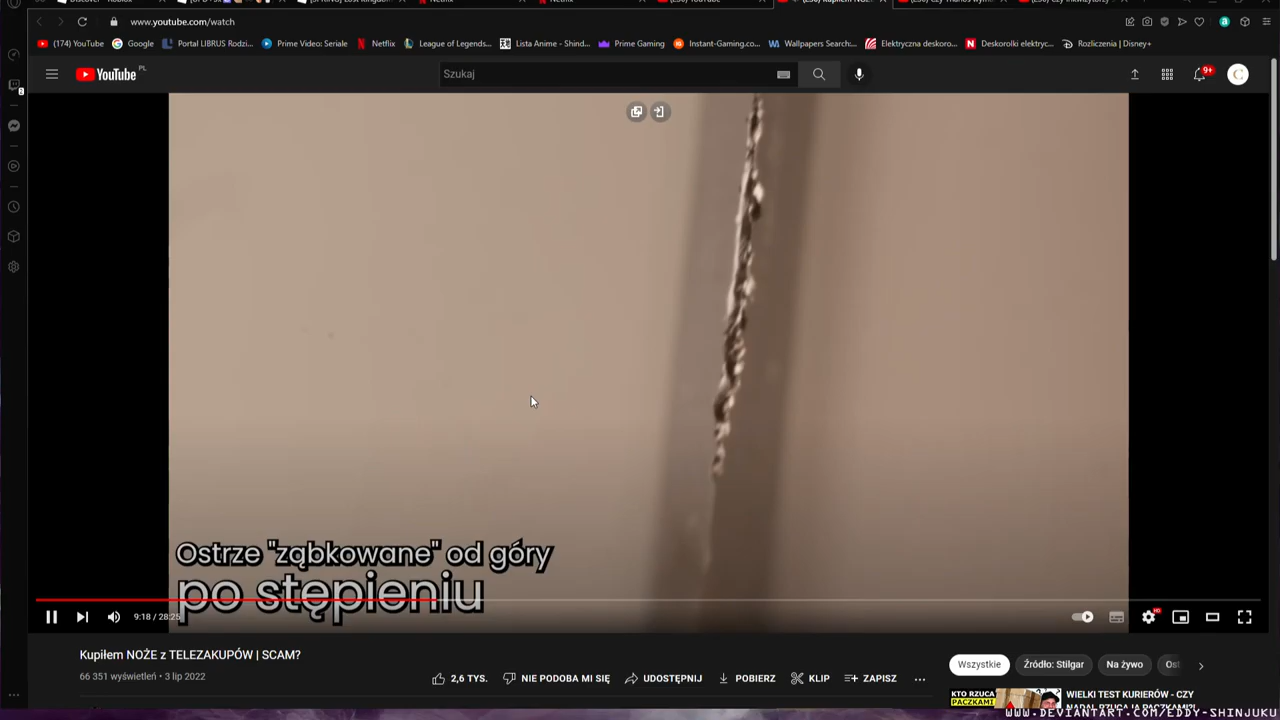 www.youtube.com/watch
(174) YouTube
Google
Portal LIBRUS Rodzi...
Prime Video: Seriale
Netflix
League of Legends...
Lista Anime - Shind...
Prime Gaming
Instant-Gaming.co...
Wallpapers Search:...
Elektryczna deskoro...
Deskorolki elektryc...
Rozliczenia | Disney+
YouTube PL
Szukaj
9+
C
2
Ostrze "ząbkowane" od góry
po stępieniu
9:18 / 28:25
HD
Kupiłem NOŻE z TELEZAKUPÓW | SCAM?
66 351 wyświetleń • 3 lip 2022
2,6 TYS.
NIE PODOBA MI SIĘ
UDOSTĘPNIJ
POBIERZ
KLIP
ZAPISZ
Wszystkie
Źródło: Stilgar
Na żywo
KTO RZUCA
PACZKAMI?
WIELKI TEST KURIERÓW - CZY
WWW.DEVIANTART.COM/EDDY-SHINJUKU